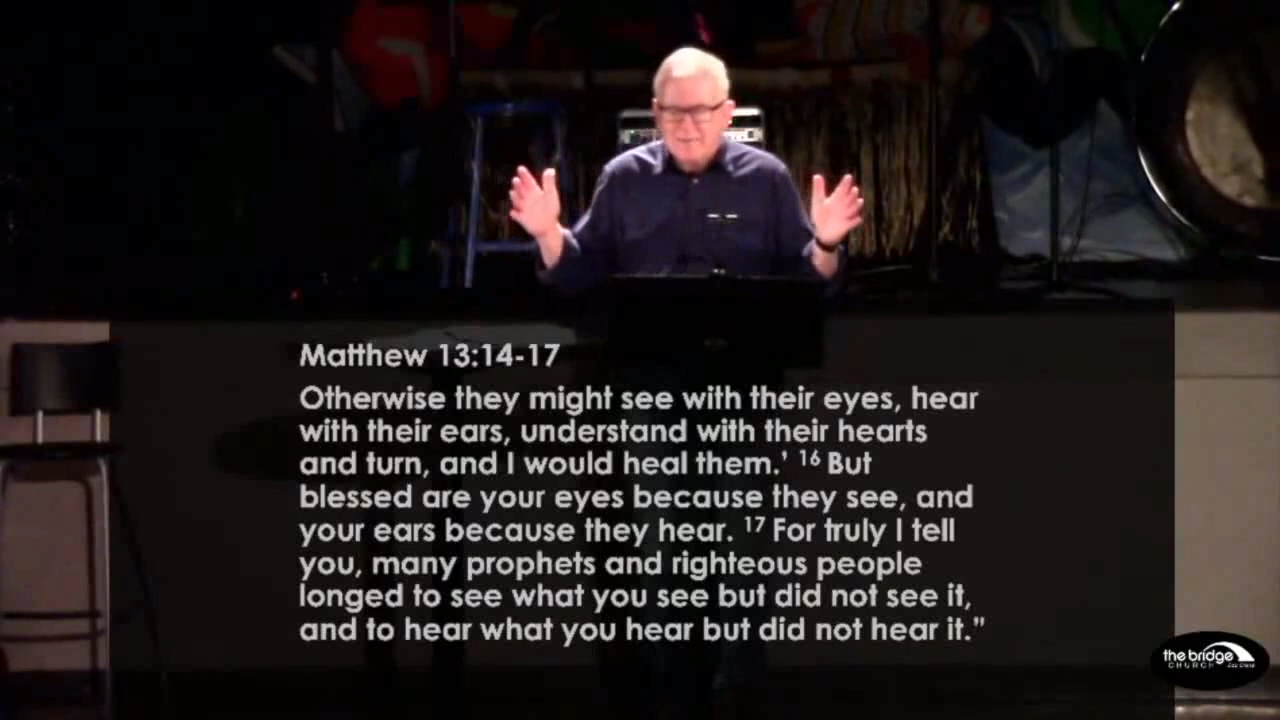 Matthew 13:14-17
Otherwise they might see with their eyes, hear
with their ears, understand with their hearts
and turn, and I would heal them.’ 16 But
blessed are your eyes because they see, and
your ears because they hear. 17 For truly I tell
you, many prophets and righteous people
longed to see what you see but did not see it,
and to hear what you hear but did not hear it.”
the bridge
CHURCH